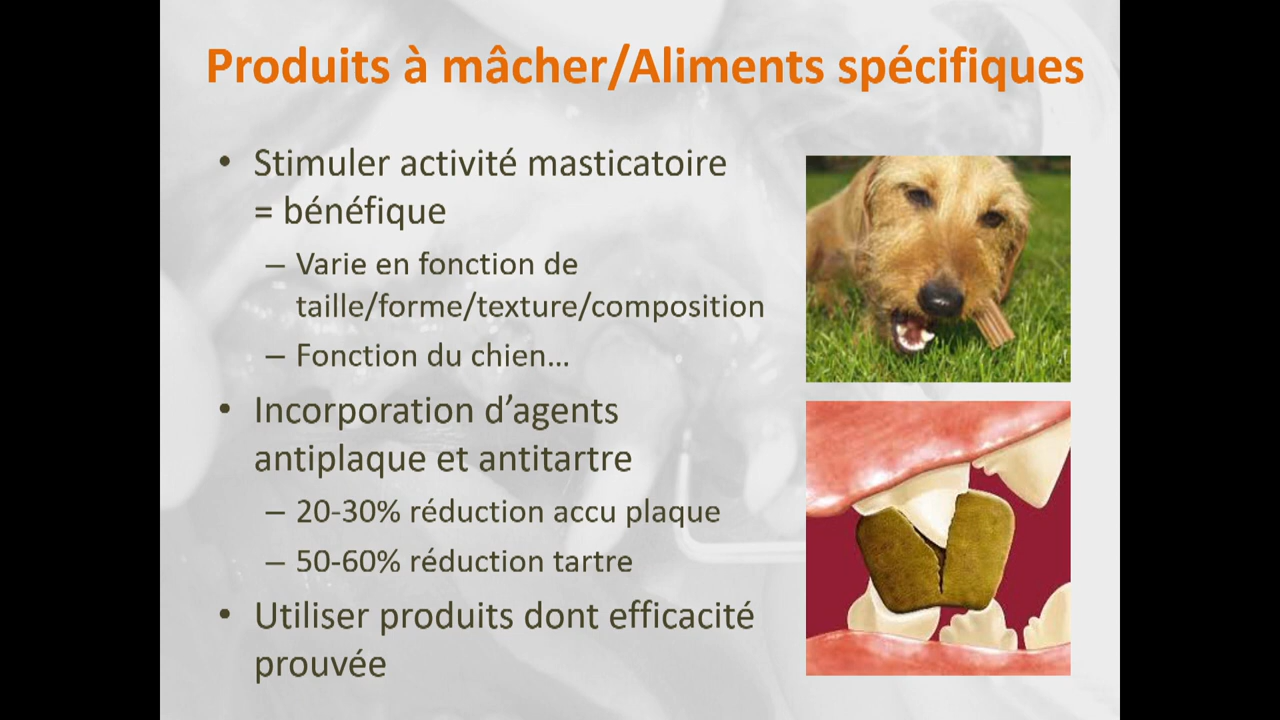 Produits à mâcher/Aliments spécifiques
• Stimuler activité masticatoire
= bénéfique
– Varie en fonction de
taille/forme/texture/composition
– Fonction du chien…
• Incorporation d’agents
antiplaque et antitartre
– 20-30% réduction accu plaque
– 50-60% réduction tartre
• Utiliser produits dont efficacité
prouvée